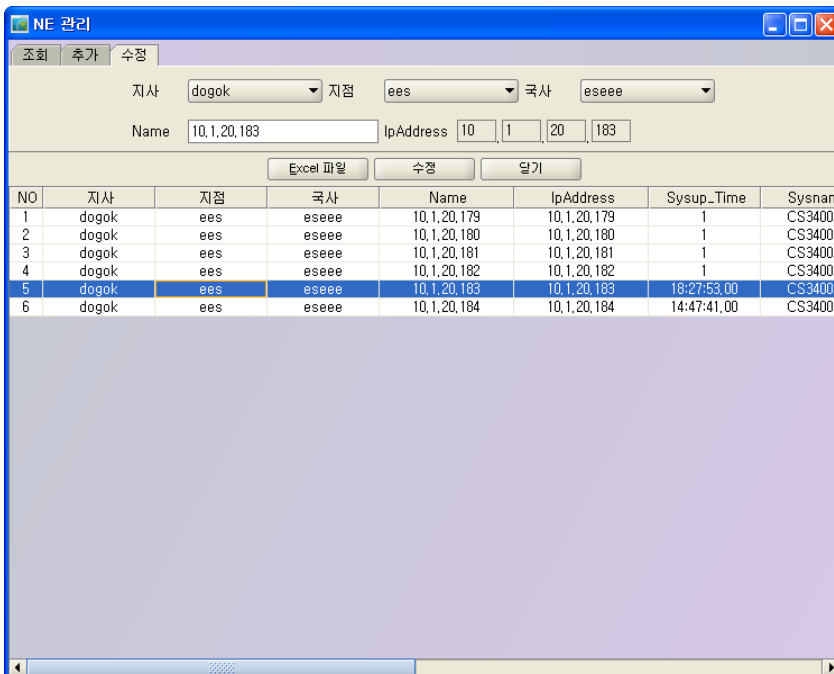 NE 관리
조회 추가 수정
지사 dogok 지점 ees 국사 eseee
Name 10,1,20,183 IpAddress 10 . 1 . 20 . 183
Excel 파일 수정 닫기
NO 지사 지점 국사 Name IpAddress Sysup_Time Sysnam
1 dogok ees eseee 10,1,20,179 10,1,20,179 1 CS3400
2 dogok ees eseee 10,1,20,180 10,1,20,180 1 CS3400
3 dogok ees eseee 10,1,20,181 10,1,20,181 1 CS3400
4 dogok ees eseee 10,1,20,182 10,1,20,182 1 CS3400
5 dogok ees eseee 10,1,20,183 10,1,20,183 18:27:53,00 CS3400
6 dogok ees eseee 10,1,20,184 10,1,20,184 14:47:41,00 CS3400